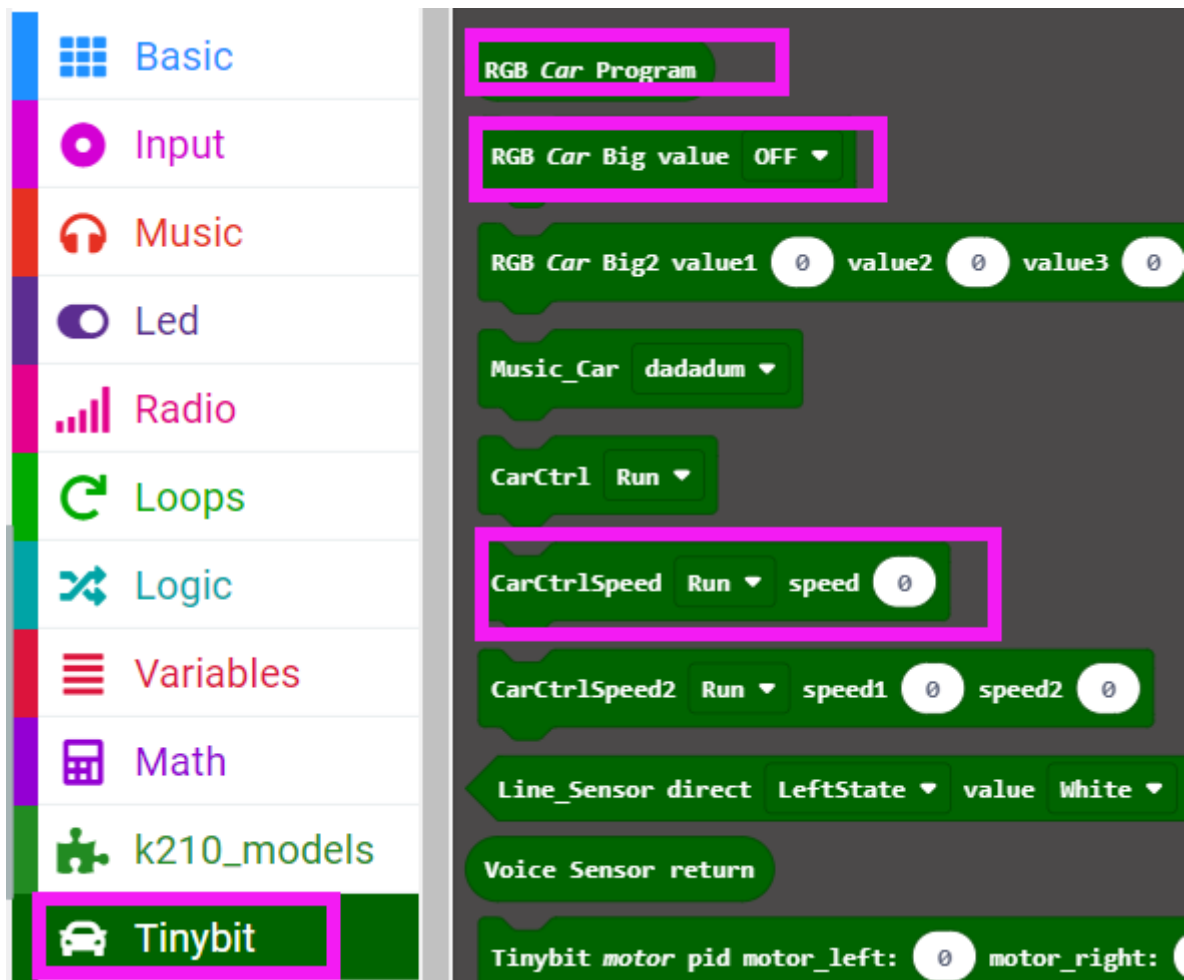 Basic
Input
Music
Led
Radio
Loops
Logic
Variables
Math
k210_models
Tinybit
RGB Car Program
RGB Car Big value OFF
RGB Car Big2 value1 0 value2 0 value3 0
Music_Car dadadum
CarCtrl Run
CarCtrlSpeed Run speed 0
CarCtrlSpeed2 Run speed1 0 speed2 0
Line_Sensor direct LeftState value White
Voice Sensor return
Tinybit motor pid motor_left: 0 motor_right: